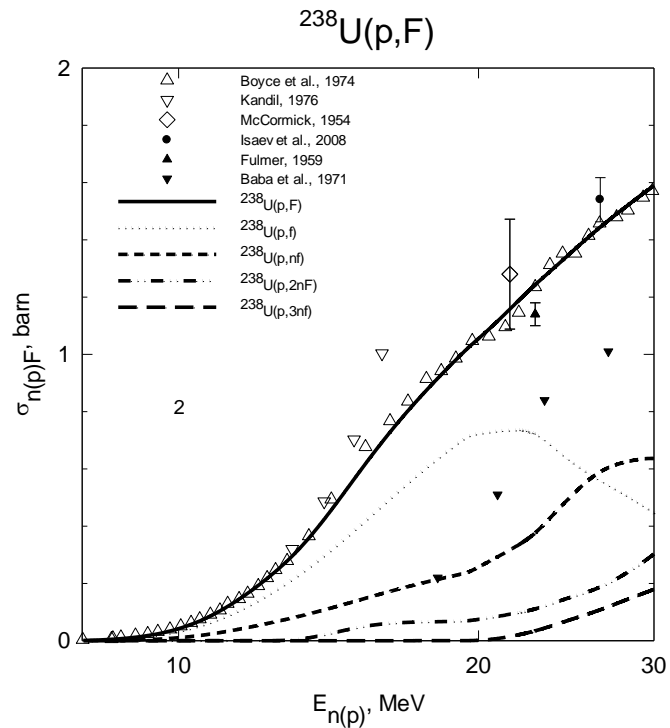 ²³⁸U(p,F)
2
Boyce et al., 1974
Kandil, 1976
McCormick, 1954
Isaev et al., 2008
Fulmer, 1959
Baba et al., 1971
²³⁸U(p,F)
²³⁸U(p,f)
²³⁸U(p,nf)
²³⁸U(p,2nF)
²³⁸U(p,3nf)
σn(p)F, barn
1
2
0
10
20
30
En(p), MeV